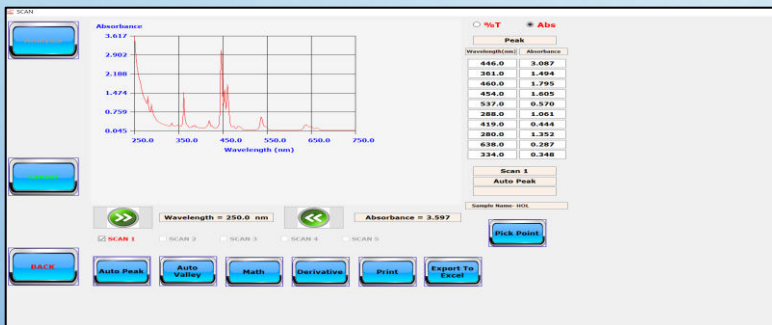 SCAN
Absorbance
3.617
2.902
2.188
1.474
0.759
0.045
250.0 350.0 450.0 550.0 650.0 750.0
Wavelength (nm)
%T Abs
Peak
Wavelength(nm) Absorbance
446.0 3.087
361.0 1.494
460.0 1.795
454.0 1.605
537.0 0.570
288.0 1.061
419.0 0.444
280.0 1.352
638.0 0.287
334.0 0.348
Scan 1
Auto Peak
Sample Name- HOL
Wavelength = 250.0 nm
Absorbance = 3.597
SCAN 1 SCAN 2 SCAN 3 SCAN 4 SCAN 5
Pick Point
BACK
Auto Peak
Auto Valley
Math
Derivative
Print
Export To Excel